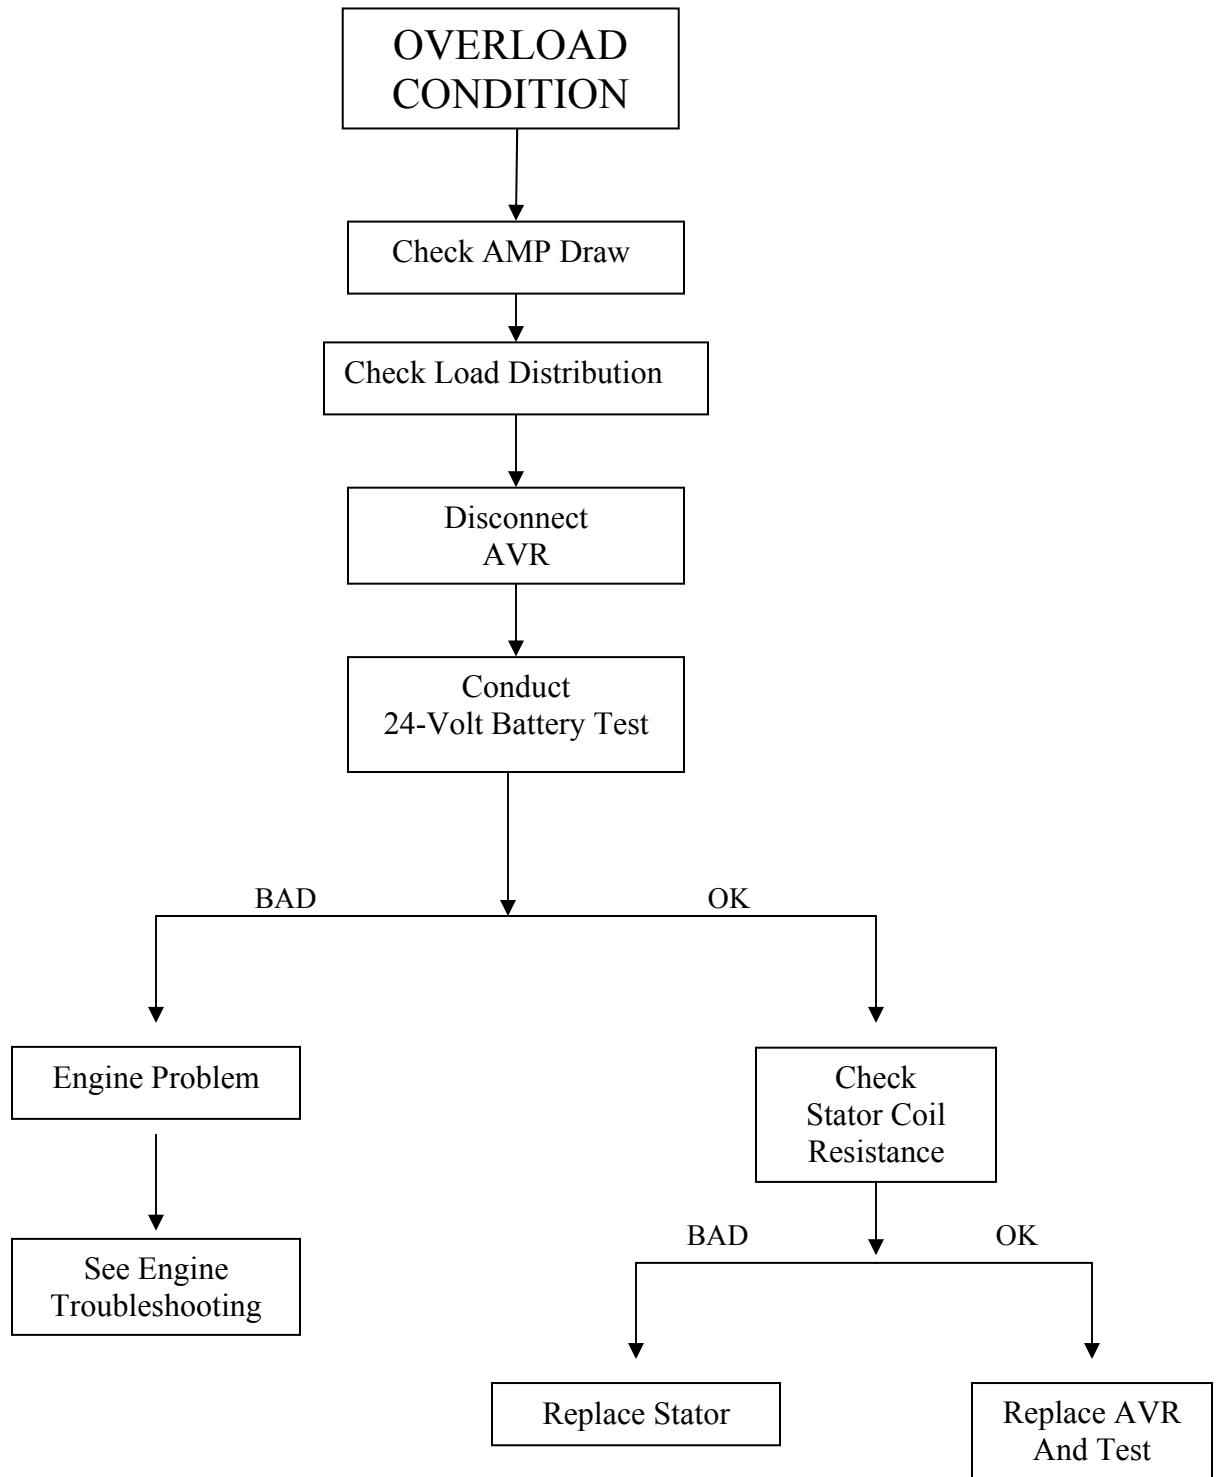 OVERLOAD
CONDITION
Check AMP Draw
Check Load Distribution
Disconnect
AVR
Conduct
24-Volt Battery Test
BAD
OK
Engine Problem
Check
Stator Coil
Resistance
BAD
OK
See Engine
Troubleshooting
Replace Stator
Replace AVR
And Test